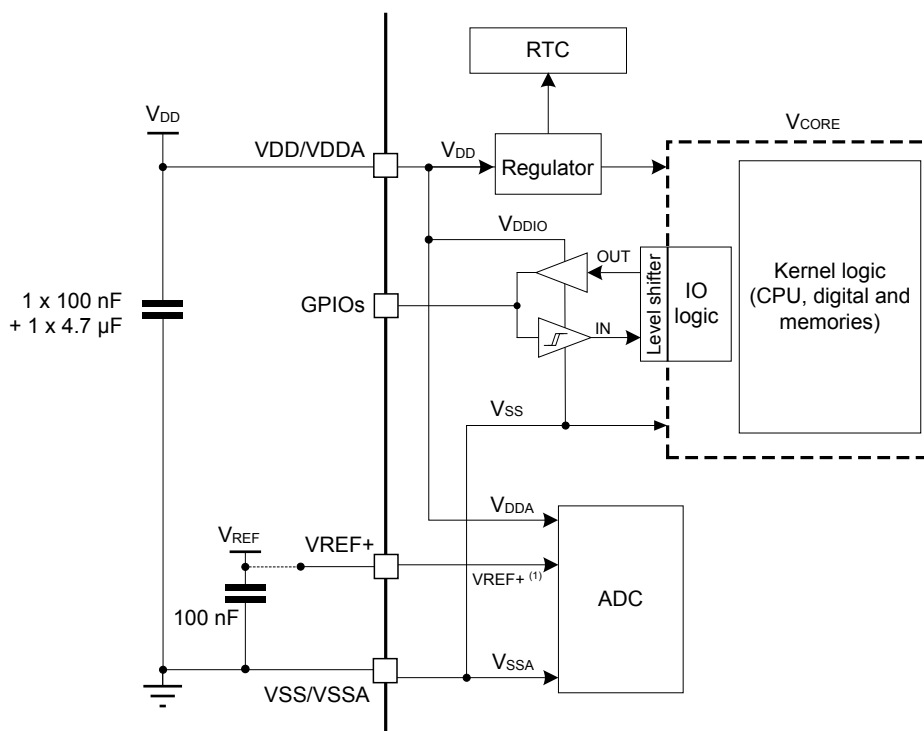 RTC
VCORE
VDD
VDD/VDDA
VDD
Regulator
VDDIO
OUT
1 x 100 nF
+ 1 x 4.7 µF
GPIOs
Level shifter
IO
logic
Kernel logic
(CPU, digital and
memories)
IN
VSS
VDDA
VREF
VREF+
VREF+ (1)
ADC
100 nF
VSSA
VSS/VSSA